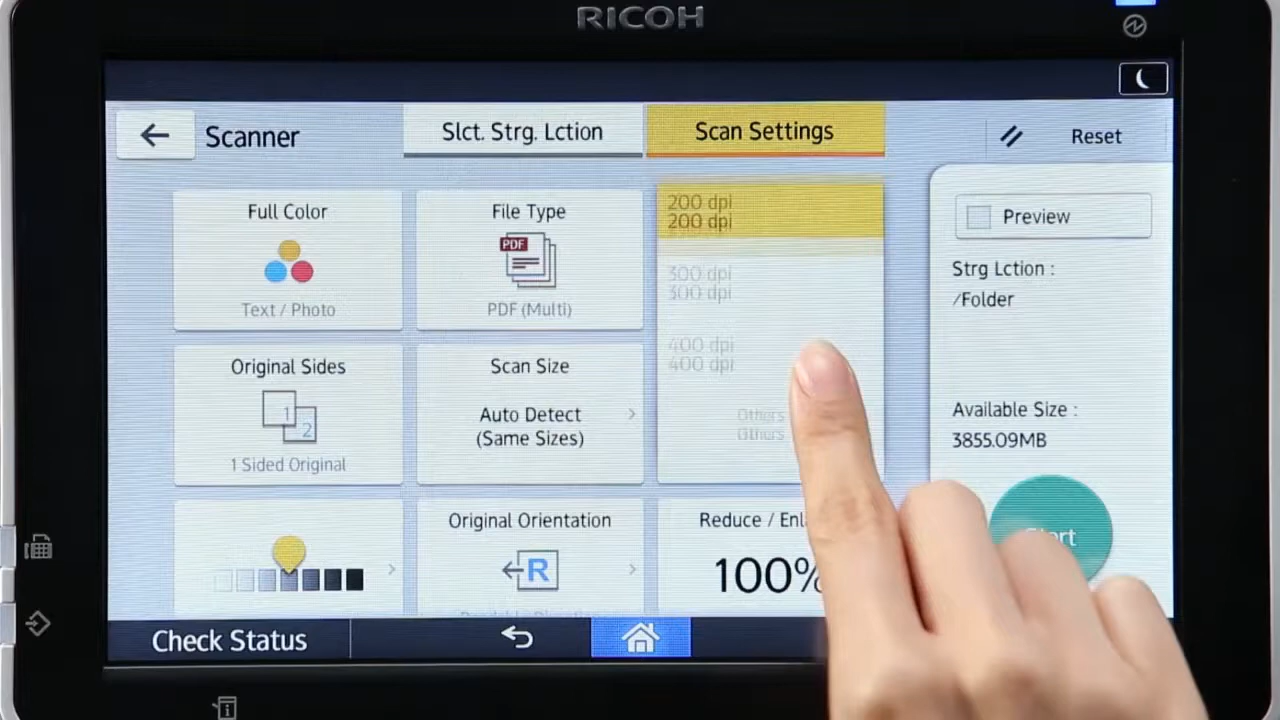 RICOH
Scanner
Slct. Strg. Lction
Scan Settings
Reset
Full Color
Text / Photo
File Type
PDF
PDF (Multi)
200 dpi
200 dpi
300 dpi
300 dpi
400 dpi
400 dpi
Others
Others
Preview
Strg Lction :
/Folder
Available Size :
3855.09MB
Original Sides
1
2
1 Sided Original
Scan Size
Auto Detect
(Same Sizes)
Original Orientation
R
Reduce / Enl
100%
Check Status